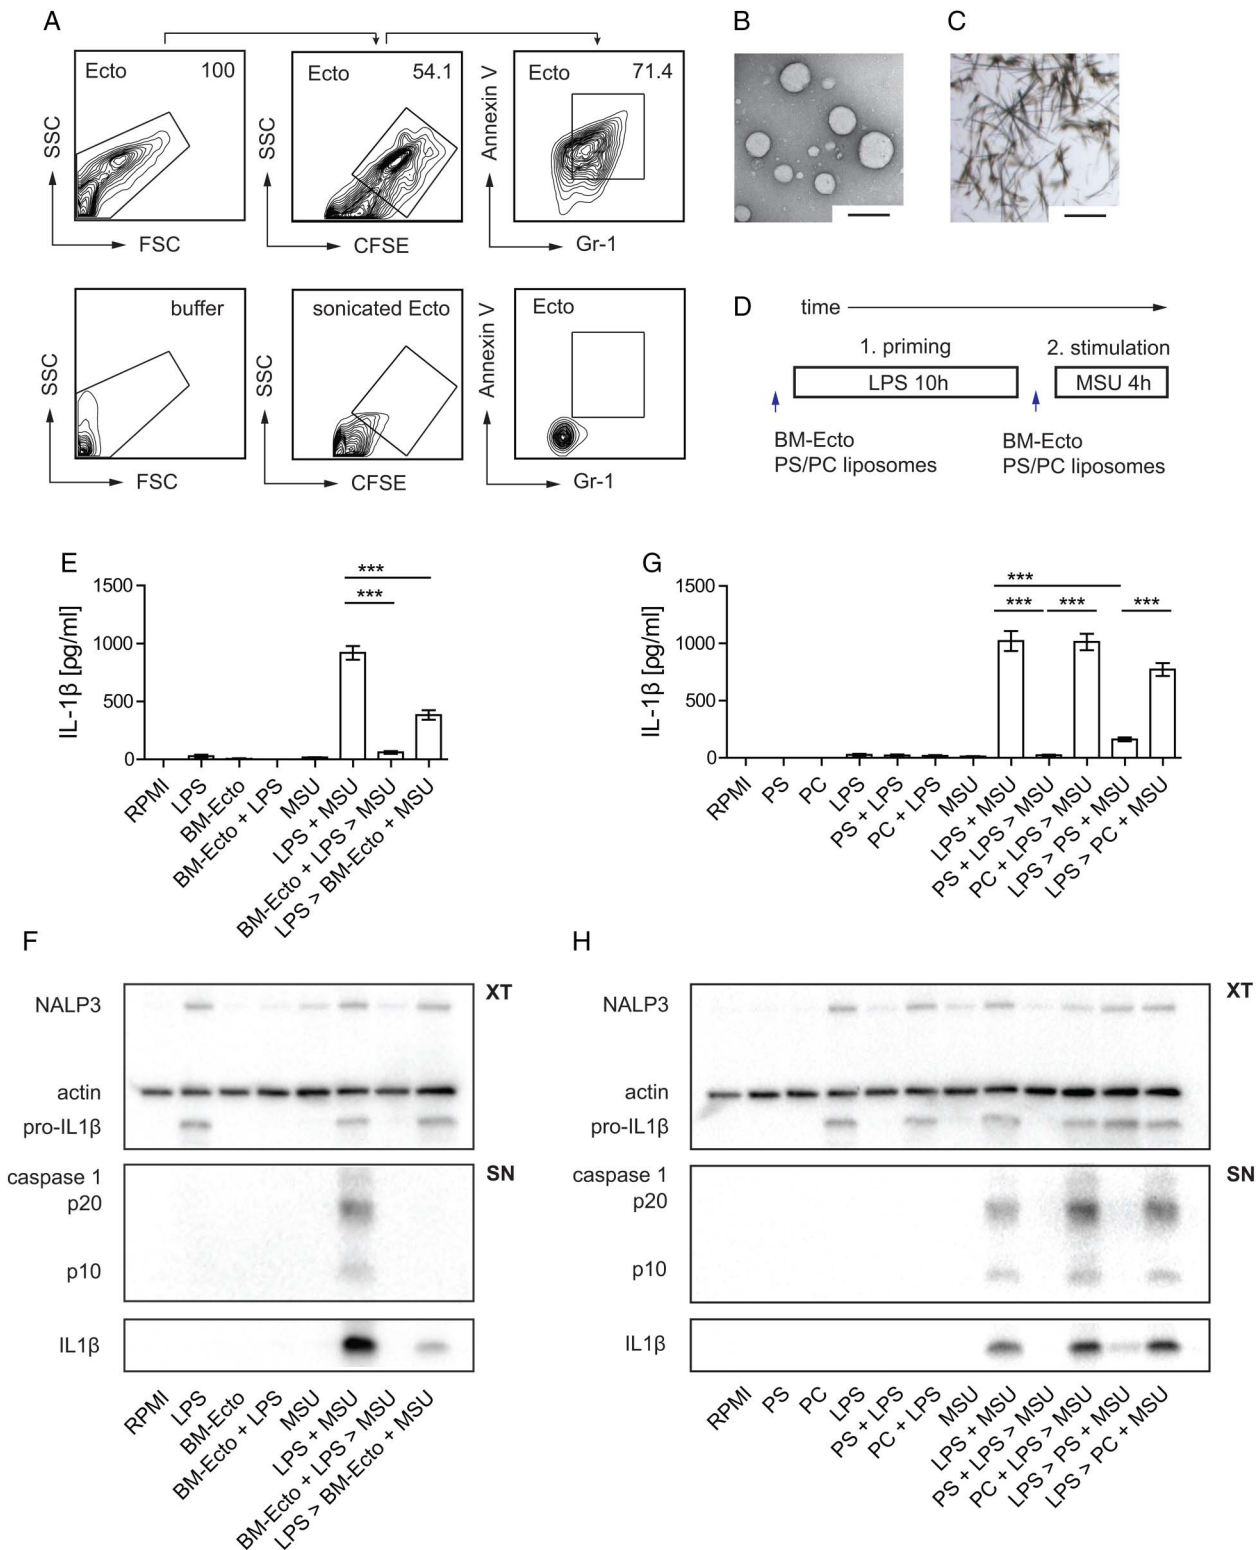 A
Ecto 100
SSC
FSC
Ecto 54.1
SSC
CFSE
Ecto 71.4
Annexin V
Gr-1
buffer
SSC
FSC
sonicated Ecto
SSC
CFSE
Ecto
Annexin V
Gr-1
B
C
D
time
1. priming
2. stimulation
LPS 10h
MSU 4h
BM-Ecto
PS/PC liposomes
BM-Ecto
PS/PC liposomes
E
IL-1β [ρg/ml]
1500
1000
500
0
***
***
RPMI
LPS
BM-Ecto
BM-Ecto + LPS
MSU
LPS + MSU
BM-Ecto + LPS > MSU
LPS > BM-Ecto + MSU
G
IL-1β [ρg/ml]
1500
1000
500
0
***
*** *** ***
RPMI
PS
PC
LPS
PS + LPS
PC + LPS
MSU
LPS + MSU
PS + LPS > MSU
PC + LPS > MSU
LPS > PS + MSU
LPS > PC + MSU
F
NALP3
actin
pro-IL1β
XT
caspase 1
p20
p10
SN
IL1β
RPMI
LPS
BM-Ecto
BM-Ecto + LPS
MSU
LPS + MSU
BM-Ecto + LPS > MSU
LPS > BM-Ecto + MSU
H
NALP3
actin
pro-IL1β
XT
caspase 1
p20
p10
SN
IL1β
RPMI
PS
PC
LPS
PS + LPS
PC + LPS
MSU
LPS + MSU
PS + LPS > MSU
PC + LPS > MSU
LPS > PS + MSU
LPS > PC + MSU